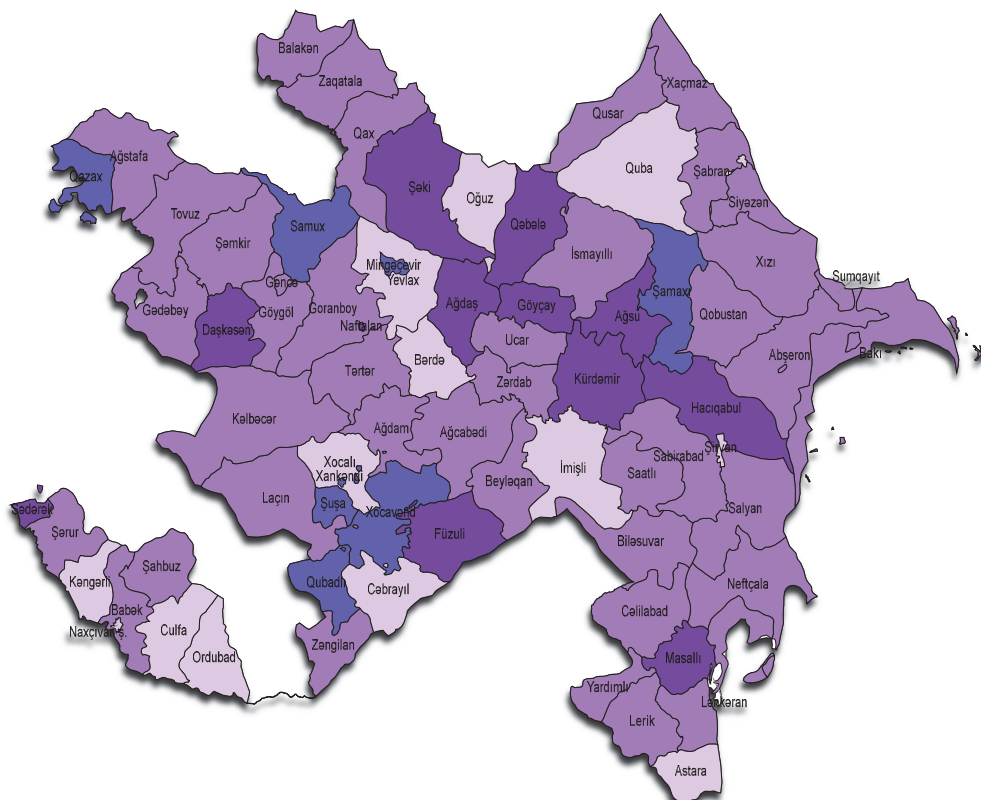 Balakən
Zaqatala
Xaçmaz
Qusar
Qax
Ağstafa
Quba
Şabran
Qazax
Şəki
Oğuz
Siyəzən
Tovuz
Samux
Qəbələ
Şəmkir
İsmayıllı
Xızı
Mingəçevir
Yevlax
Sumqayıt
Gəncə
Şamaxı
Gədəbəy
Göygöl
Goranboy
Ağdaş
Göyçay
Ağsu
Qobustan
Daşkəsən
Naftalan
Ucar
Abşeron
Bakı
Bərdə
Tərtər
Zərdab
Kürdəmir
Hacıqabul
Kəlbəcər
Ağdam
Ağcabədi
Şirvan
Sabirabad
Xocalı
Xankəndi
İmişli
Saatlı
Beyləqan
Laçın
Şuşa
Xocavənd
Salyan
Sədərək
Şərur
Füzuli
Biləsuvar
Şahbuz
Kəngərli
Qubadlı
Cəbrayıl
Neftçala
Babək
Cəlilabad
Naxçıvan ş.
Culfa
Zəngilan
Ordubad
Masallı
Yardımlı
Lənkəran
Lerik
Astara